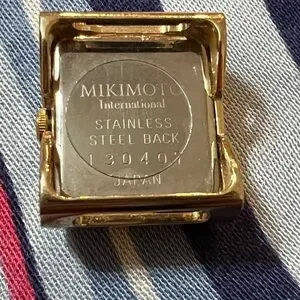 MIKIMOTO
International
STAINLESS
STEEL BACK
130407
JAPAN